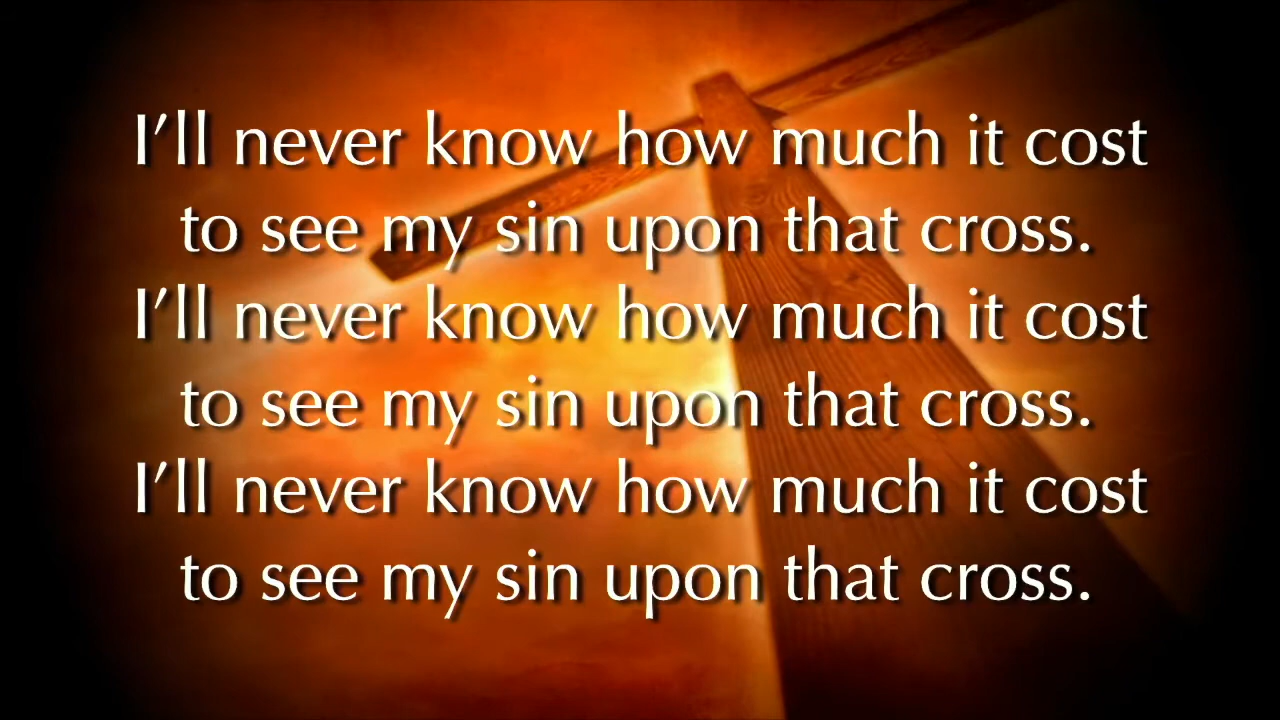 I’ll never know how much it cost
to see my sin upon that cross.
I’ll never know how much it cost
to see my sin upon that cross.
I’ll never know how much it cost
to see my sin upon that cross.